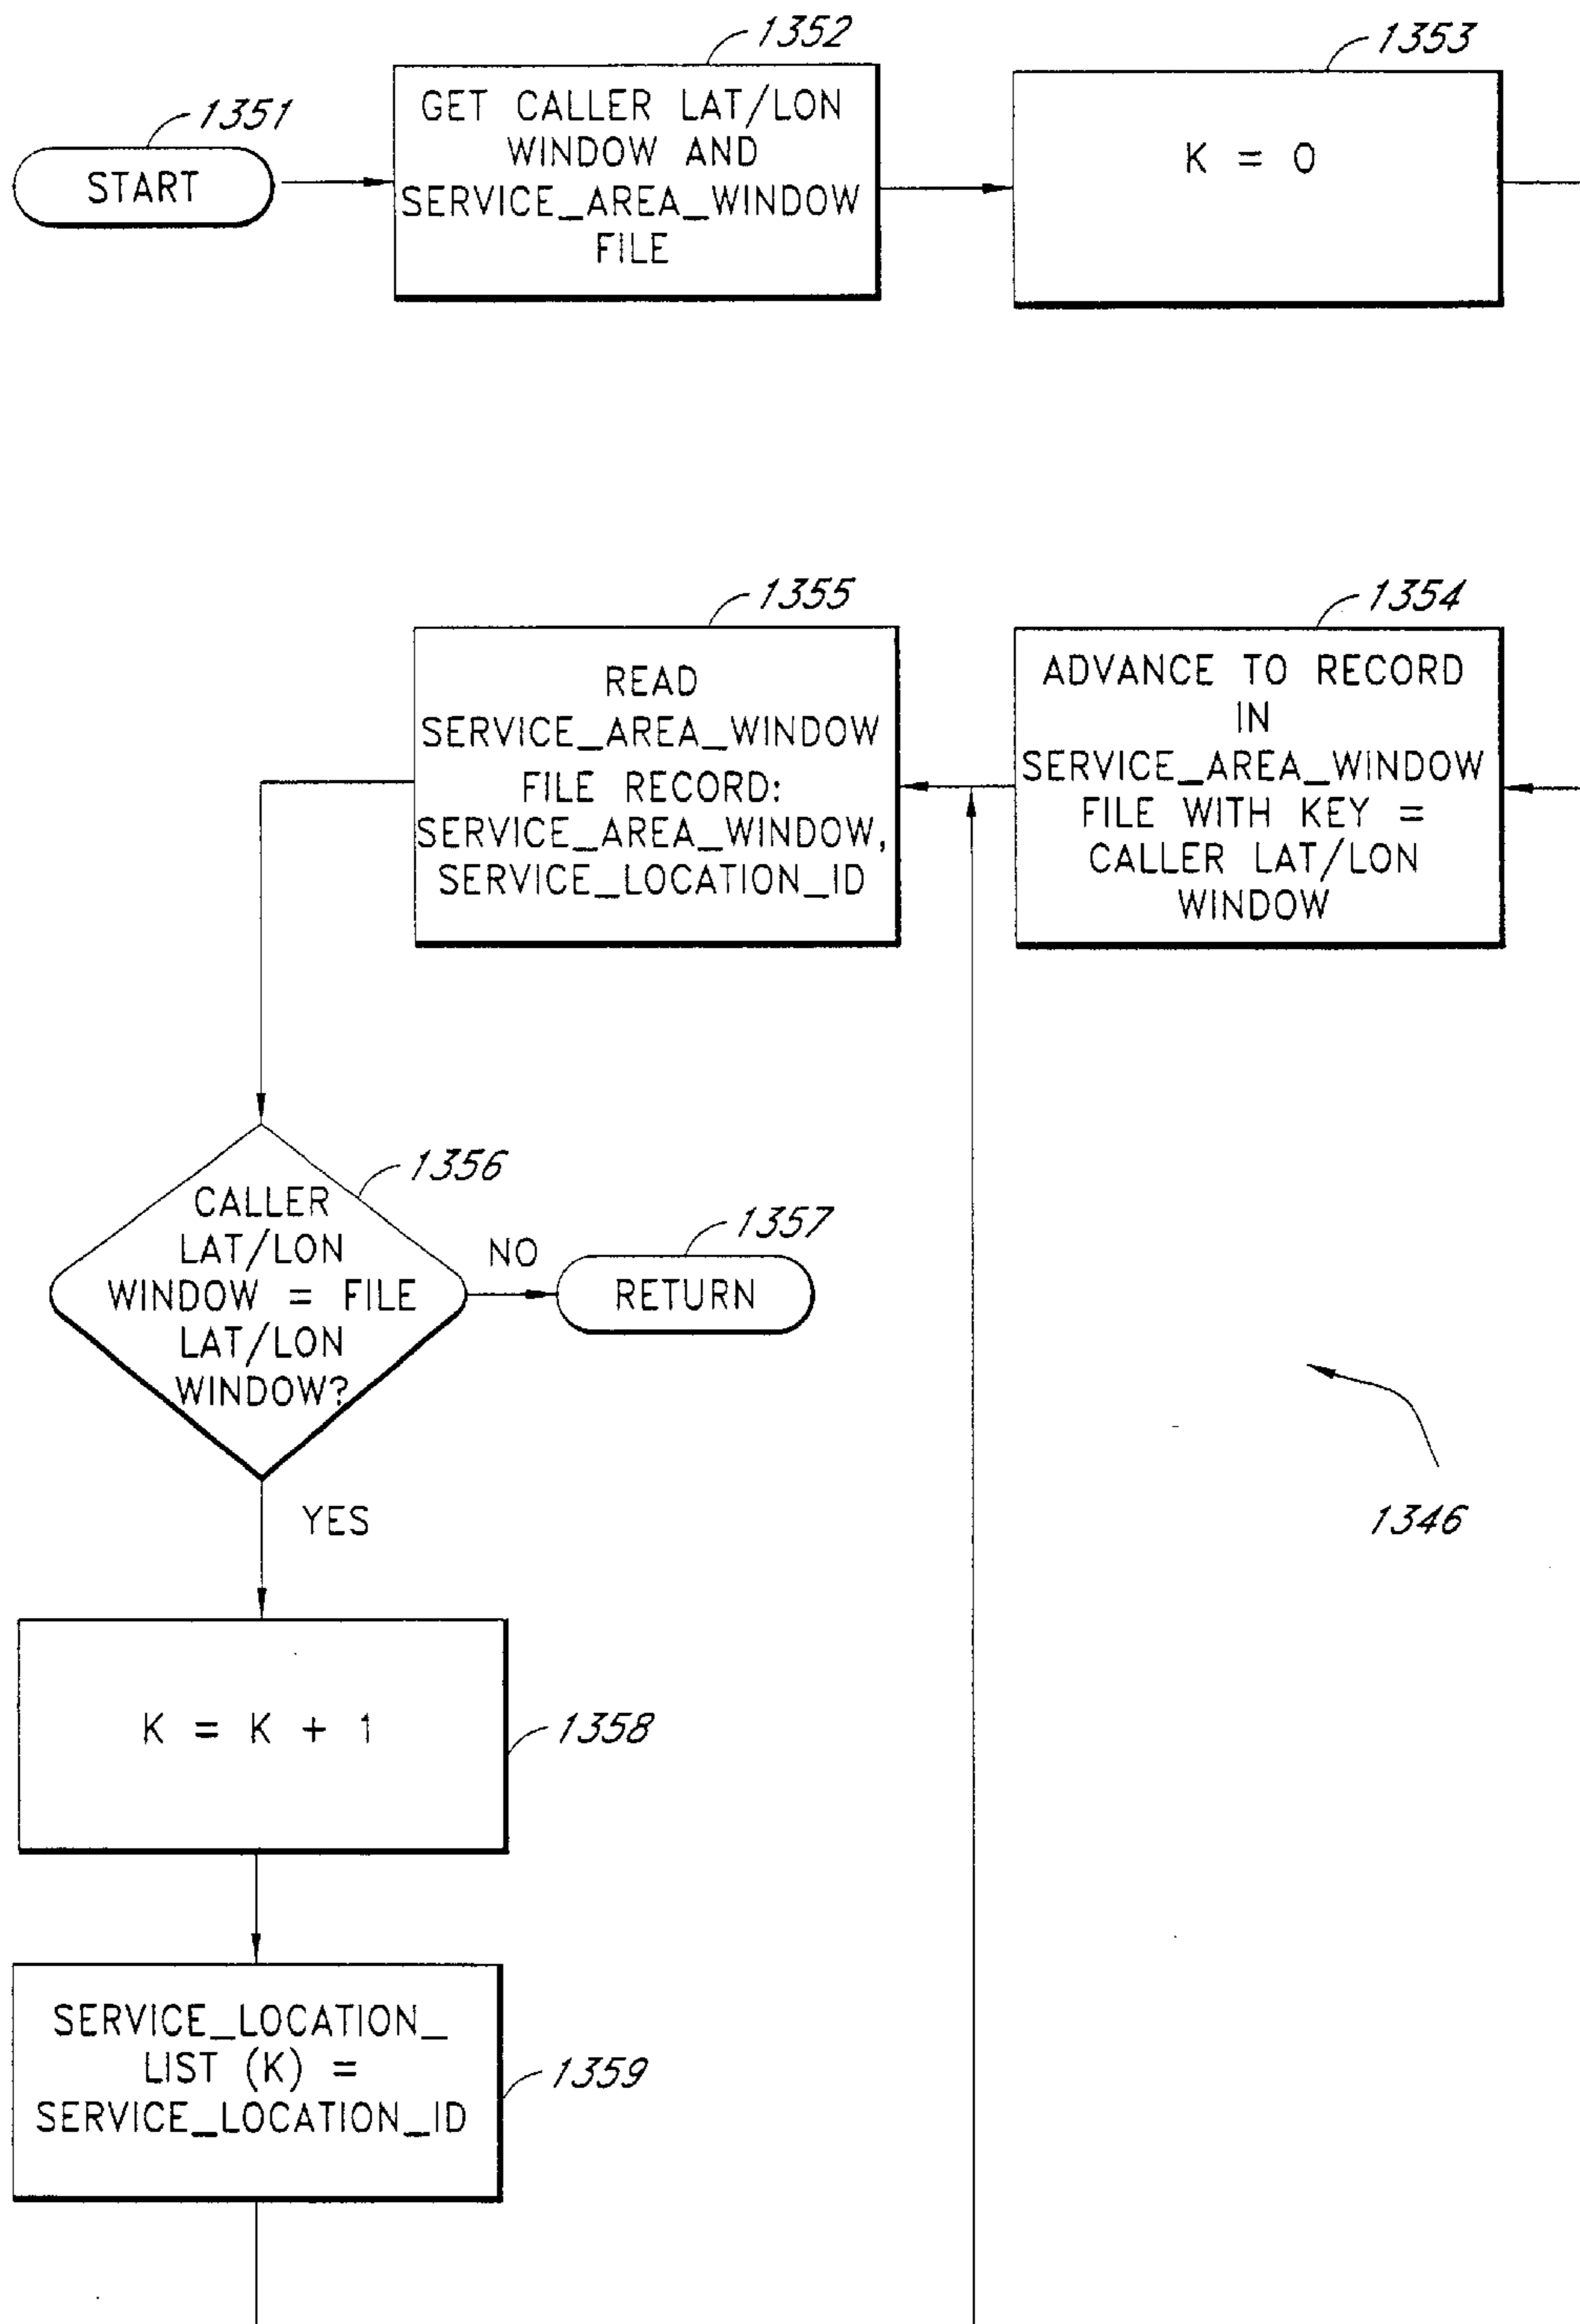 1351
START
1352
GET CALLER LAT/LON
WINDOW AND
SERVICE_AREA_WINDOW
FILE
1353
K = 0
1354
ADVANCE TO RECORD
IN
SERVICE_AREA_WINDOW
FILE WITH KEY =
CALLER LAT/LON
WINDOW
1355
READ
SERVICE_AREA_WINDOW
FILE RECORD:
SERVICE_AREA_WINDOW,
SERVICE_LOCATION_ID
1356
CALLER
LAT/LON
WINDOW = FILE
LAT/LON
WINDOW?
NO
1357
RETURN
YES
1346
K = K + 1
1358
SERVICE_LOCATION_
LIST (K) =
SERVICE_LOCATION_ID
1359